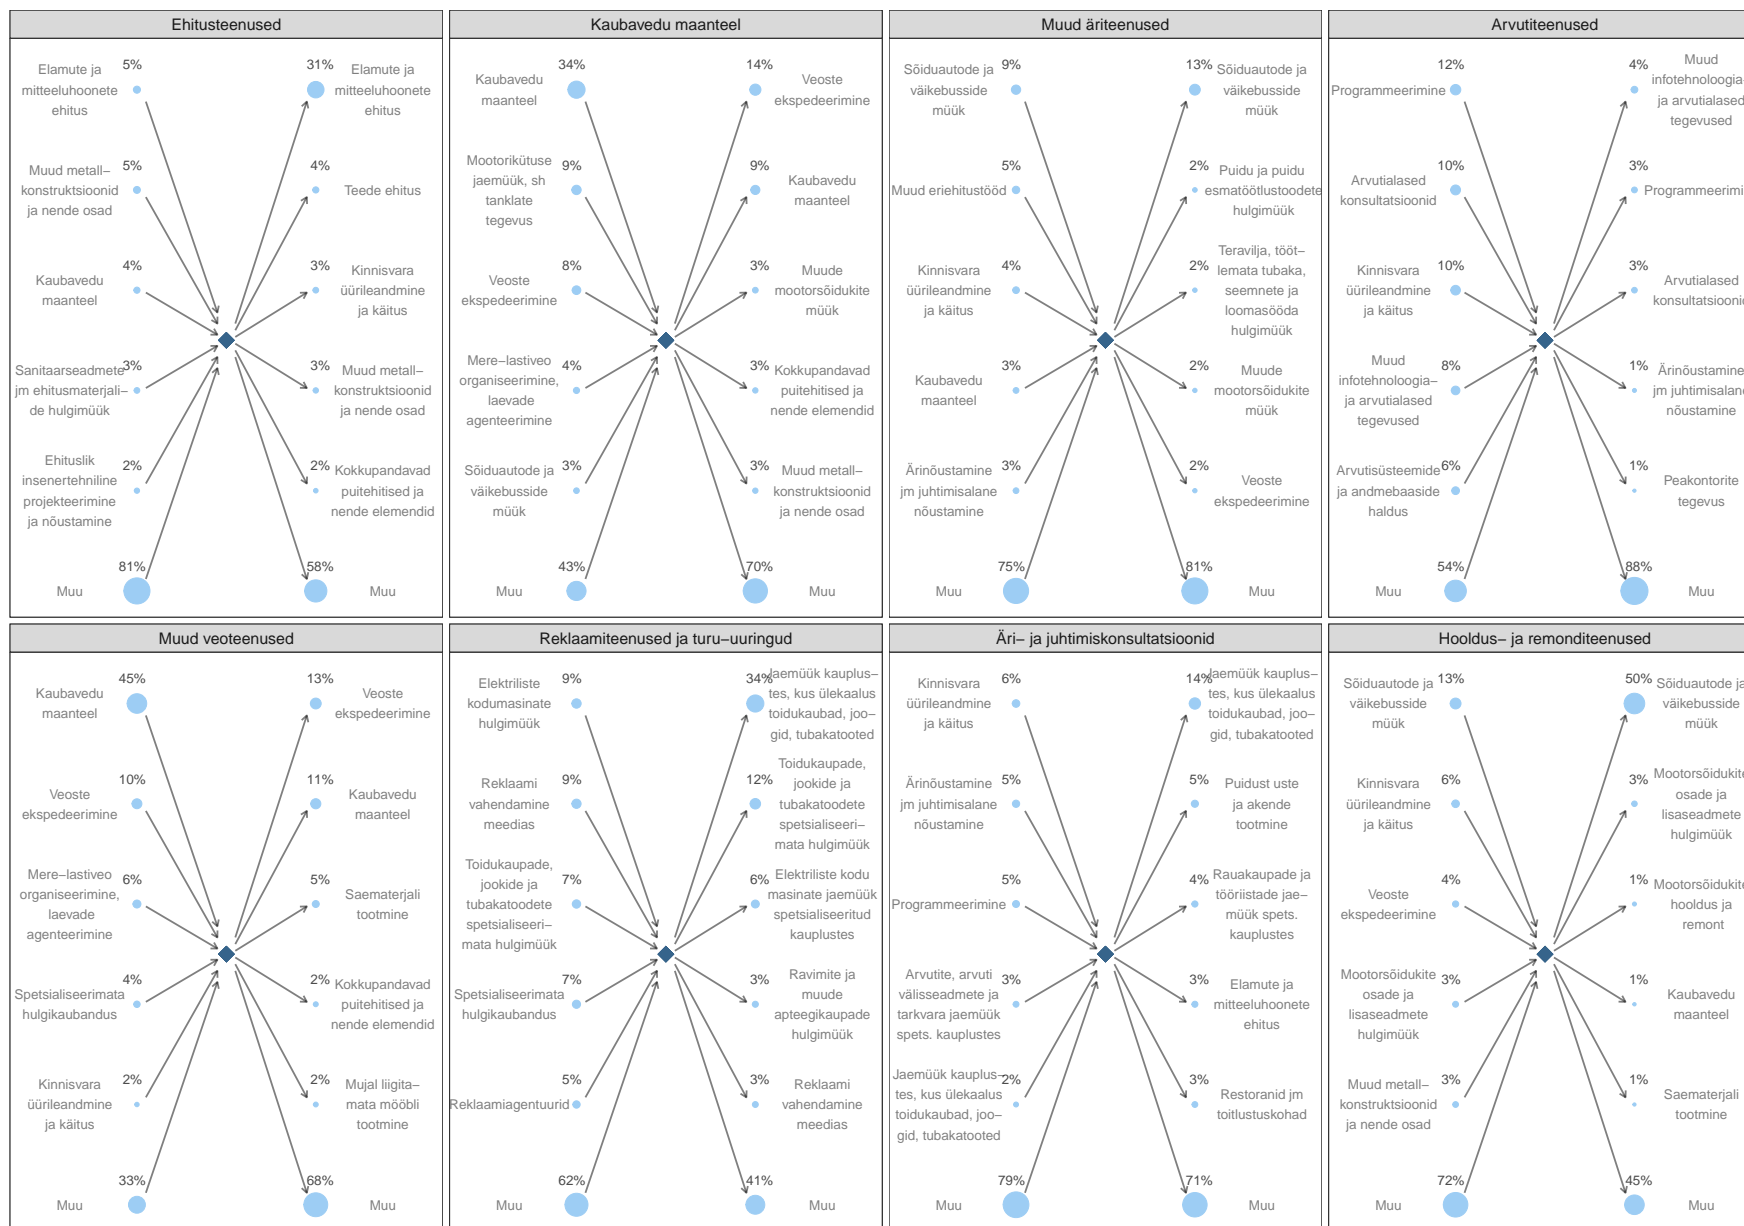 Ehitusteenused
Elamute ja
mitteeluhoonete
ehitus
5%
31%
Elamute ja
mitteeluhoonete
ehitus
Muud metall–
konstruktsioonid
ja nende osad
5%
4%
Teede ehitus
Kaubavedu
maanteel
4%
3%
Kinnisvara
üürileandmine
ja käitus
Sanitaarseadmete
jm ehitusmaterjali–
de hulgimüük
3%
3%
Muud metall–
konstruktsioonid
ja nende osad
Ehituslik
insenertehniline
projekteerimine
ja nõustamine
2%
2%
Kokkupandavad
puitehitised ja
nende elemendid
81%
Muu
58%
Muu
Kaubavedu maanteel
Kaubavedu
maanteel
34%
14%
Veoste
ekspedeerimine
Mootorikütuse
jaemüük, sh
tanklate
tegevus
9%
9%
Kaubavedu
maanteel
Veoste
ekspedeerimine
8%
3%
Muude
mootorsõidukite
müük
Mere–lastiveo
organiseerimine,
laevade
agenteerimine
4%
3%
Kokkupandavad
puitehitised ja
nende elemendid
Sõiduautode ja
väikebusside
müük
3%
3%
Muud metall–
konstruktsioonid
ja nende osad
43%
Muu
70%
Muu
Muud äriteenused
Sõiduautode ja
väikebusside
müük
9%
13%
Sõiduautode ja
väikebusside
müük
Muud eriehitustööd
5%
2%
Puidu ja puidu
esmatöötlustoodete
hulgimüük
Kinnisvara
üürileandmine
ja käitus
4%
2%
Teravilja, tööt–
lemata tubaka,
seemnete ja
loomasööda
hulgimüük
Kaubavedu
maanteel
3%
2%
Muude
mootorsõidukite
müük
Ärinõustamine
jm juhtimisalane
nõustamine
3%
2%
Veoste
ekspedeerimine
75%
Muu
81%
Muu
Arvutiteenused
Programmeerimine
12%
4%
Muud
infotehnoloogia–
ja arvutialased
tegevused
Arvutialased
konsultatsioonid
10%
3%
Programmeerimi
Kinnisvara
üürileandmine
ja käitus
10%
3%
Arvutialased
konsultatsioonid
Muud
infotehnoloogia–
ja arvutialased
tegevused
8%
1%
Ärinõustamine
jm juhtimisalane
nõustamine
Arvutisüsteemide
ja andmebaaside
haldus
6%
1%
Peakontorite
tegevus
54%
Muu
88%
Muu
Muud veoteenused
Kaubavedu
maanteel
45%
13%
Veoste
ekspedeerimine
Veoste
ekspedeerimine
10%
11%
Kaubavedu
maanteel
Mere–lastiveo
organiseerimine,
laevade
agenteerimine
6%
5%
Saematerjali
tootmine
Spetsialiseerimata
hulgikaubandus
4%
2%
Kokkupandavad
puitehitised ja
nende elemendid
Kinnisvara
üürileandmine
ja käitus
2%
2%
Mujal liigita–
mata mööbli
tootmine
33%
Muu
68%
Muu
Reklaamiteenused ja turu–uuringud
Elektriliste
kodumasinate
hulgimüük
9%
34%
Jaemüük kauplus–
tes, kus ülekaalus
toidukaubad, joo–
gid, tubakatooted
Reklaami
vahendamine
meedias
9%
12%
Toidukaupade,
jookide ja
tubakatoodete
spetsialiseeri–
mata hulgimüük
Toidukaupade,
jookide ja
tubakatoodete
spetsialiseeri–
mata hulgimüük
7%
6%
Elektriliste kodu
masinate jaemüük
spetsialiseeritud
kauplustes
Spetsialiseerimata
hulgikaubandus
7%
3%
Ravimite ja
muude
apteegikaupade
hulgimüük
Reklaamiagentuurid
5%
3%
Reklaami
vahendamine
meedias
62%
Muu
41%
Muu
Äri– ja juhtimiskonsultatsioonid
Kinnisvara
üürileandmine
ja käitus
6%
14%
Jaemüük kauplus–
tes, kus ülekaalus
toidukaubad, joo–
gid, tubakatooted
Ärinõustamine
jm juhtimisalane
nõustamine
5%
5%
Puidust uste
ja akende
tootmine
Programmeerimine
5%
4%
Rauakaupade ja
tööriistade jae–
müük spets.
kauplustes
Arvutite, arvuti
välisseadmete ja
tarkvara jaemüük
spets. kauplustes
3%
3%
Elamute ja
mitteeluhoonete
ehitus
Jaemüük kauplus–
tes, kus ülekaalus
toidukaubad, joo–
gid, tubakatooted
2%
3%
Restoranid jm
toitlustuskohad
79%
Muu
71%
Muu
Hooldus– ja remonditeenused
Sõiduautode ja
väikebusside
müük
13%
50%
Sõiduautode ja
väikebusside
müük
Kinnisvara
üürileandmine
ja käitus
6%
3%
Mootorsõidukite
osade ja
lisaseadmete
hulgimüük
Veoste
ekspedeerimine
4%
1%
Mootorsõidukite
hooldus ja
remont
Mootorsõidukite
osade ja
lisaseadmete
hulgimüük
3%
1%
Kaubavedu
maanteel
Muud metall–
konstruktsioonid
ja nende osad
3%
1%
Saematerjali
tootmine
72%
Muu
45%
Muu